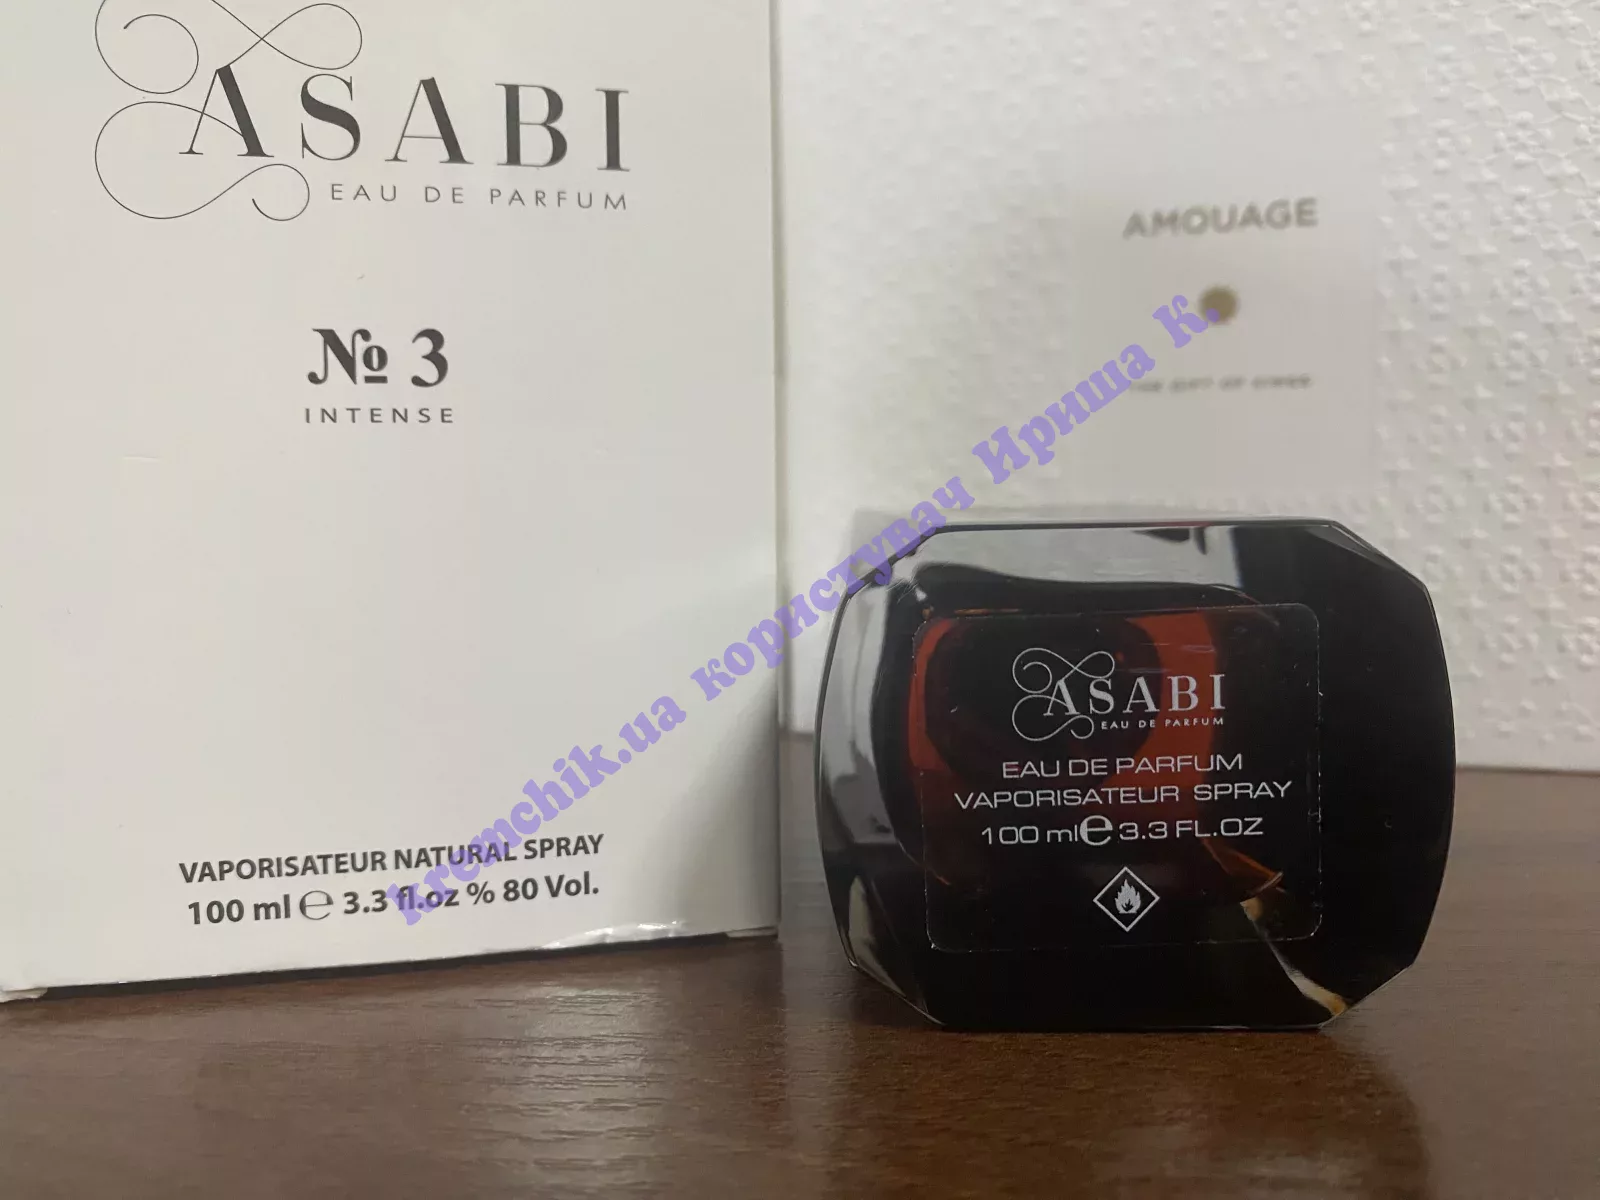 ASABI
EAU DE PARFUM
№ 3
INTENSE
VAPORISATEUR NATURAL SPRAY
100 ml ℮ 3.3 fl.oz % 80 Vol.
AMOUAGE
ASABI
EAU DE PARFUM
EAU DE PARFUM
VAPORISATEUR SPRAY
100 ml ℮ 3.3 FL.OZ
kremchik.ua користувач Ириша К.